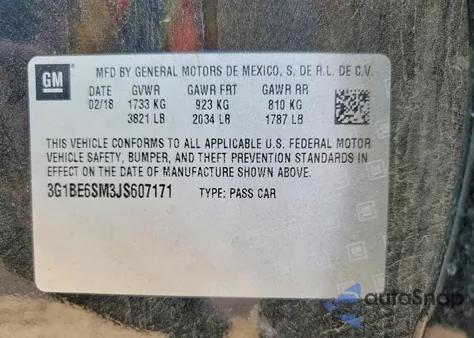 GM
MFD BY GENERAL MOTORS DE MEXICO, S. DE R.L. DE C.V.
DATE GVWR GAWR FRT GAWR RR
02/18 1733 KG 923 KG 810 KG
3821 LB 2034 LB 1787 LB
THIS VEHICLE CONFORMS TO ALL APPLICABLE U.S. FEDERAL MOTOR
VEHICLE SAFETY, BUMPER, AND THEFT PREVENTION STANDARDS IN
EFFECT ON THE DATE OF MANUFACTURE SHOWN ABOVE.
3G1BE6SM3JS607171 TYPE: PASS CAR
autoSnap